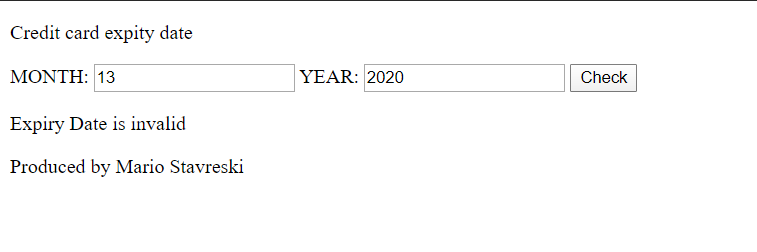 Credit card expity date
MONTH: 13 YEAR: 2020 Check
Expiry Date is invalid
Produced by Mario Stavreski